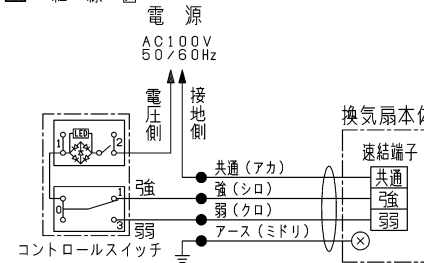 電 源
AC100V
50/60Hz
電圧側
接地側
換気扇本体
LED
1
2
速結端子
共通（アカ）
共通
強
1
強（シロ）
強
0
弱（クロ）
弱
3
弱
アース（ミドリ）
コントロールスイッチ